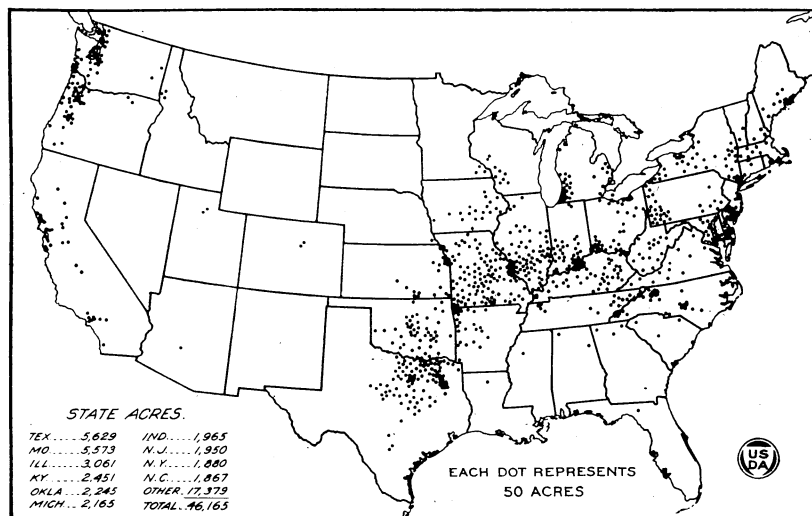 STATE ACRES.
TEX.....5,629
MO.....5,573
ILL.....3,061
KY.....2,451
OKLA...2,245
MICH...2,165
IND.....1,965
N.J.....1,950
N.Y.....1,880
N.C.....1,867
OTHER.17,379
TOTAL.46,165
EACH DOT REPRESENTS
50 ACRES
US
DA